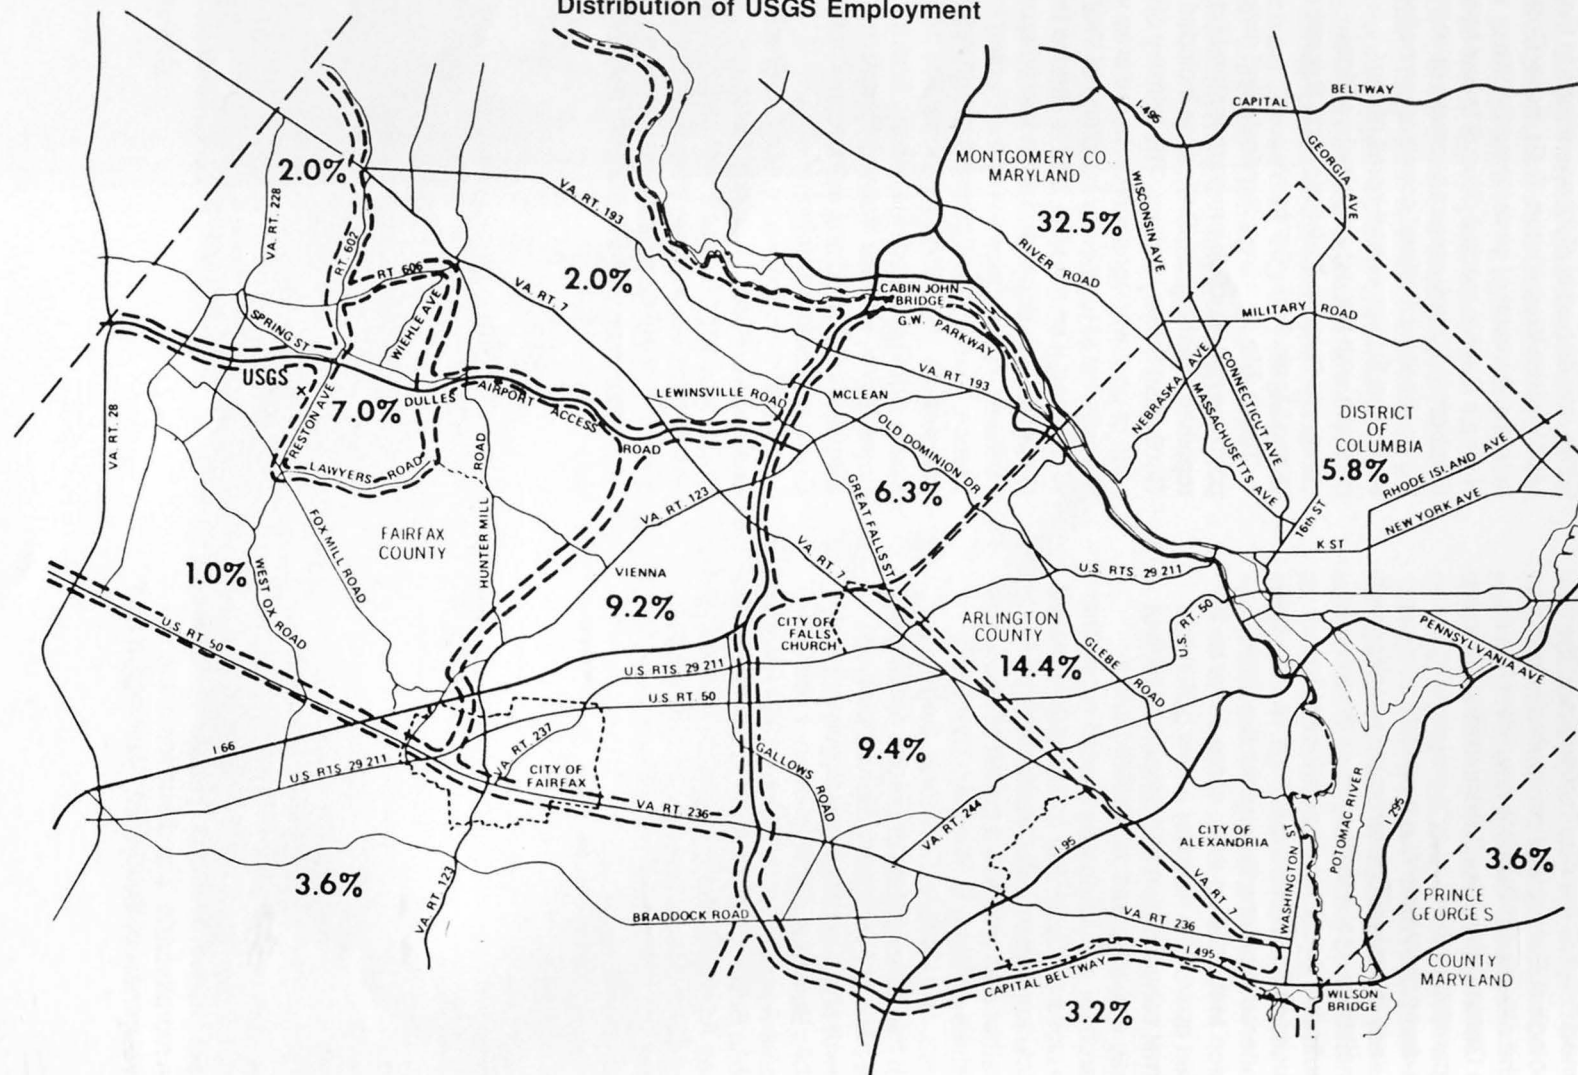 Distribution of USGS Employment
BELTWAY
CAPITAL
I 495
GEORGIA AVE
MONTGOMERY CO.
MARYLAND
32.5%
WISCONSIN AVE
RIVER ROAD
2.0%
VA. RT. 228
RT. 602
VA. RT. 193
2.0%
RT 606
VA. RT. 7
CABIN JOHN
BRIDGE
G.W. PARKWAY
MILITARY ROAD
SPRING ST
WIEHLE AVE
USGS
X
RESTON AVE
7.0%
DULLES AIRPORT ACCESS ROAD
LEWINSVILLE ROAD
MCLEAN
VA RT 193
NEBRASKA AVE
CONNECTICUT AVE
MASSACHUSETTS AVE
DISTRICT
OF
COLUMBIA
5.8%
RHODE ISLAND AVE
NEW YORK AVE
16th ST
K ST
VA. RT. 28
LAWYERS ROAD
HUNTER MILL ROAD
OLD DOMINION DR
6.3%
GREAT FALLS ST
VA RT. 123
FOX MILL ROAD
FAIRFAX
COUNTY
VA. RT. 7
1.0%
WEST OX ROAD
VIENNA
9.2%
U.S. RTS 29 211
CITY OF
FALLS
CHURCH
ARLINGTON
COUNTY
14.4%
GLEBE ROAD
U.S. RT. 50
PENNSYLVANIA AVE
U.S. RT 50
U.S RTS. 29 211
U.S RT. 50
I 66
U.S RTS 29 211
VA RT. 237
CITY OF
FAIRFAX
VA RT 236
GALLOWS ROAD
9.4%
VA. RT. 244
I 95
CITY OF
ALEXANDRIA
VA RT 7
WASHINGTON ST
POTOMAC RIVER
I 295
3.6%
PRINCE
GEORGES
COUNTY
MARYLAND
3.6%
VA. RT. 123
BRADDOCK ROAD
VA RT 236
I 495
CAPITAL BELTWAY
3.2%
WILSON
BRIDGE